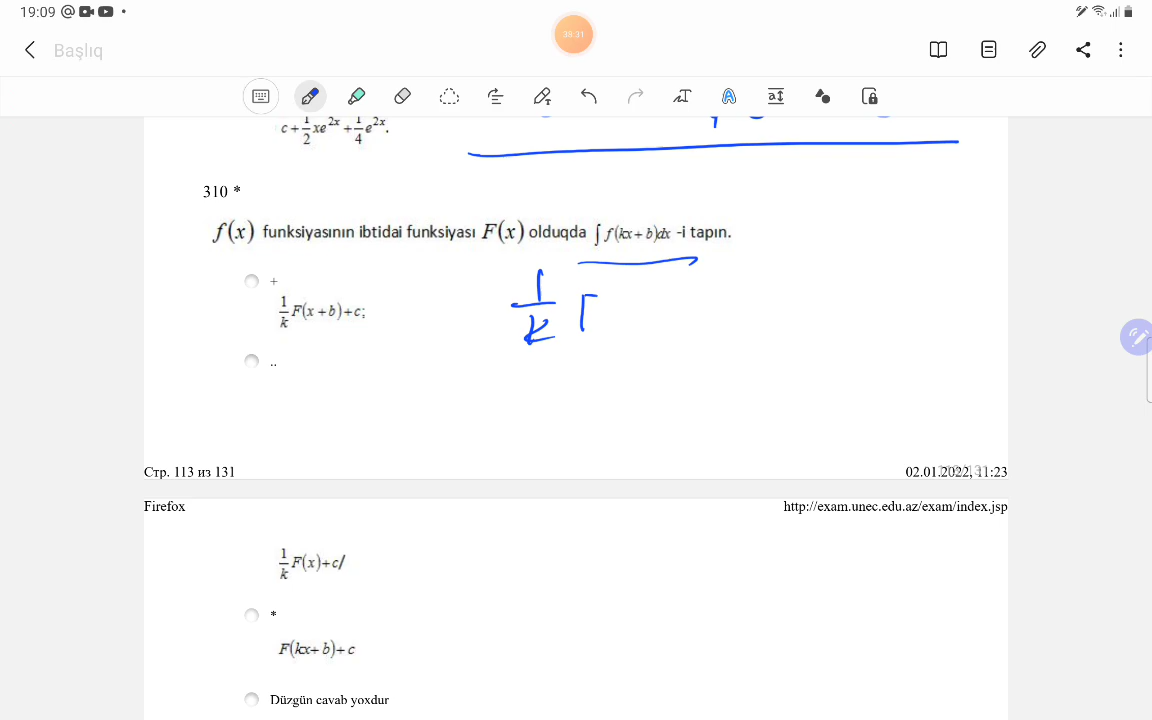 19:09
08:31
Başlıq
c + 1/2 xe^{2x} + 1/4 e^{2x}.
310 *
f(x) funksiyasının ibtidai funksiyası F(x) olduqda ∫ f(kx + b)dx -i tapın.
+
1/k F(x + b) + c;
1/k
..
Стр. 113 из 131
02.01.2022, 11:23
Firefox
http://exam.unec.edu.az/exam/index.jsp
1/k F(x)+c/
*
F(kx+ b)+ c
Düzgün cavab yoxdur